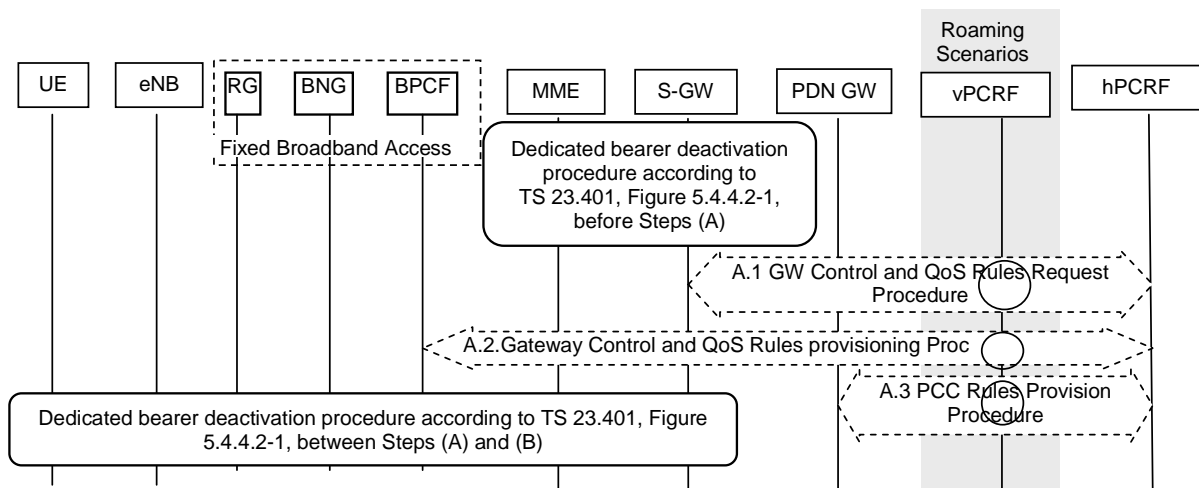 Roaming
Scenarios
UE
eNB
RG
BNG
BPCF
MME
S-GW
PDN GW
vPCRF
hPCRF
Fixed Broadband Access
Dedicated bearer deactivation
procedure according to
TS 23.401, Figure 5.4.4.2-1,
before Steps (A)
A.1 GW Control and QoS Rules Request
Procedure
A.2.Gateway Control and QoS Rules provisioning Proc
A.3 PCC Rules Provision
Procedure
Dedicated bearer deactivation procedure according to TS 23.401, Figure
5.4.4.2-1, between Steps (A) and (B)